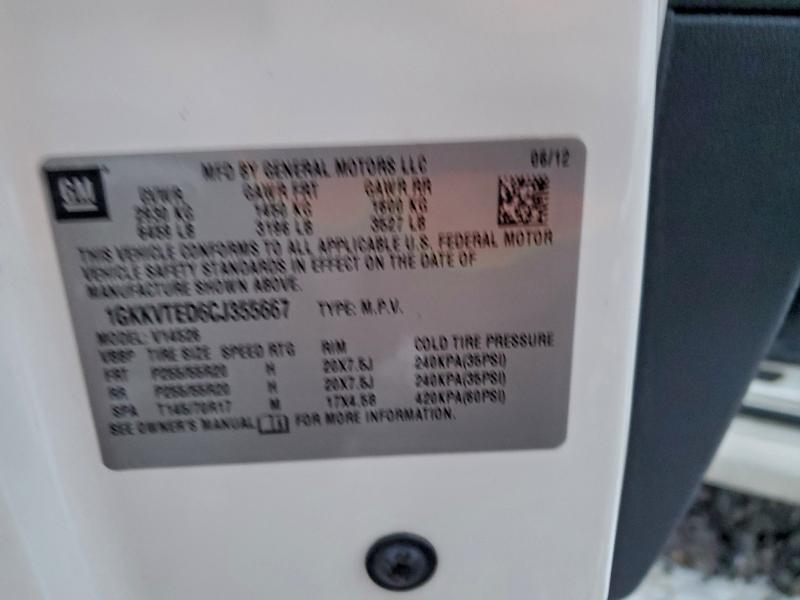 GM
MFD BY GENERAL MOTORS LLC 06/12
GVWR GAWR FRT GAWR RR
2930 KG 1450 KG 1600 KG
6459 LB 3196 LB 3527 LB
THIS VEHICLE CONFORMS TO ALL APPLICABLE U.S. FEDERAL MOTOR
VEHICLE SAFETY STANDARDS IN EFFECT ON THE DATE OF
MANUFACTURE SHOWN ABOVE.
1GKKVTED6CJ355667 TYPE: M.P.V.
MODEL: V14526
TIRE SIZE SPEED RTG RIM COLD TIRE PRESSURE
FRT P255/55R20 H 20X7.5J 240KPA(35PSI)
RR P255/55R20 H 20X7.5J 240KPA(35PSI)
SPA T145/70R17 M 17X4.5B 420KPA(60PSI)
SEE OWNER'S MANUAL FOR MORE INFORMATION.